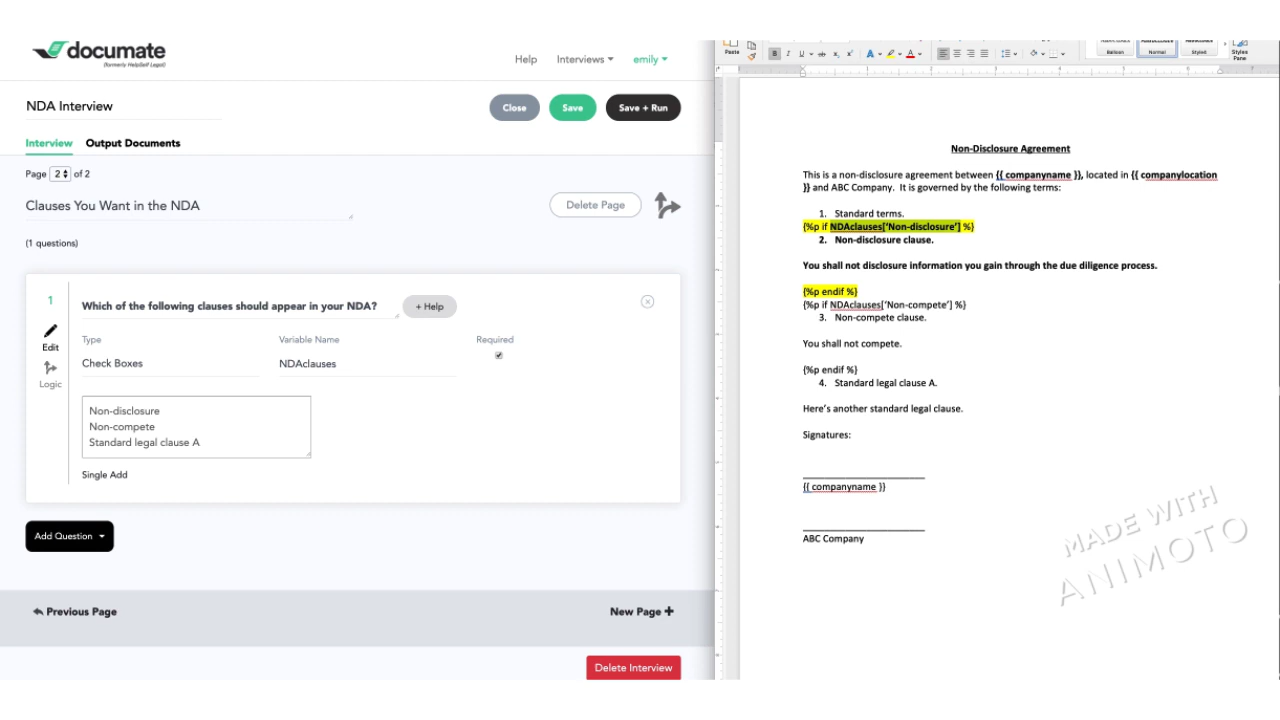 documate
(formerly HelpSelf Legal)
Help
Interviews
emily
NDA Interview
Close
Save
Save + Run
Interview
Output Documents
Page 2 of 2
Clauses You Want in the NDA
Delete Page
(1 questions)
1
Which of the following clauses should appear in your NDA?
+ Help
Edit
Logic
Type
Variable Name
Required
Check Boxes
NDAclauses
Non-disclosure
Non-compete
Standard legal clause A
Single Add
Add Question
Previous Page
New Page
Delete Interview
Paste
B I U ab x x A A
Balloon
Normal
Style1
Styles
Pane
Non-Disclosure Agreement
This is a non-disclosure agreement between {{ companyname }}, located in {{ companylocation
}} and ABC Company. It is governed by the following terms:
1. Standard terms.
{%p if NDAclauses['Non-disclosure'] %}
2. Non-disclosure clause.
You shall not disclosure information you gain through the due diligence process.
{%p endif %}
{%p if NDAclauses['Non-compete'] %}
3. Non-compete clause.
You shall not compete.
{%p endif %}
4. Standard legal clause A.
Here's another standard legal clause.
Signatures:
{{ companyname }}
ABC Company
MADE WITH
ANIMOTO